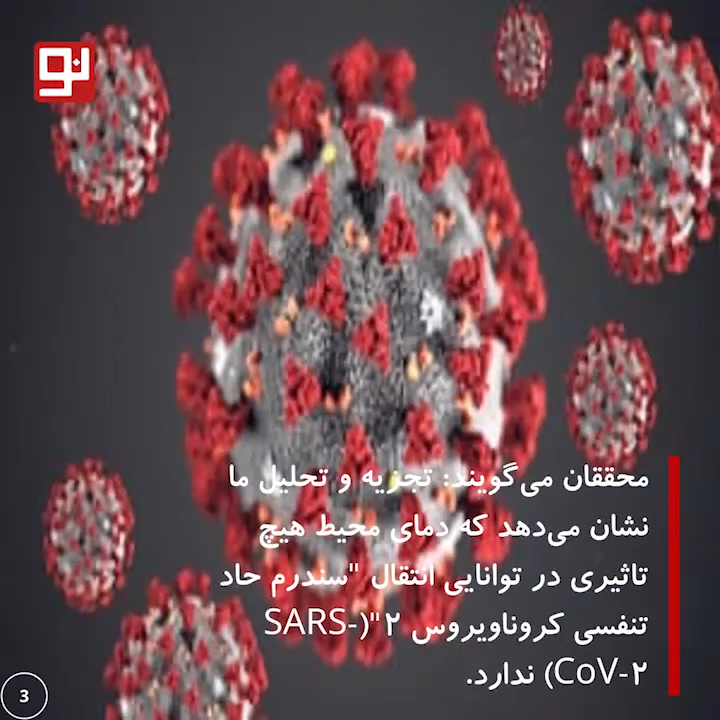 نو
محققان می‌گویند: تجزیه و تحلیل ما
نشان می‌دهد که دمای محیط هیچ
تاثیری در توانایی انتقال "سندرم حاد
تنفسی کروناویروس ۲"(SARS-
CoV-۲) ندارد.
3